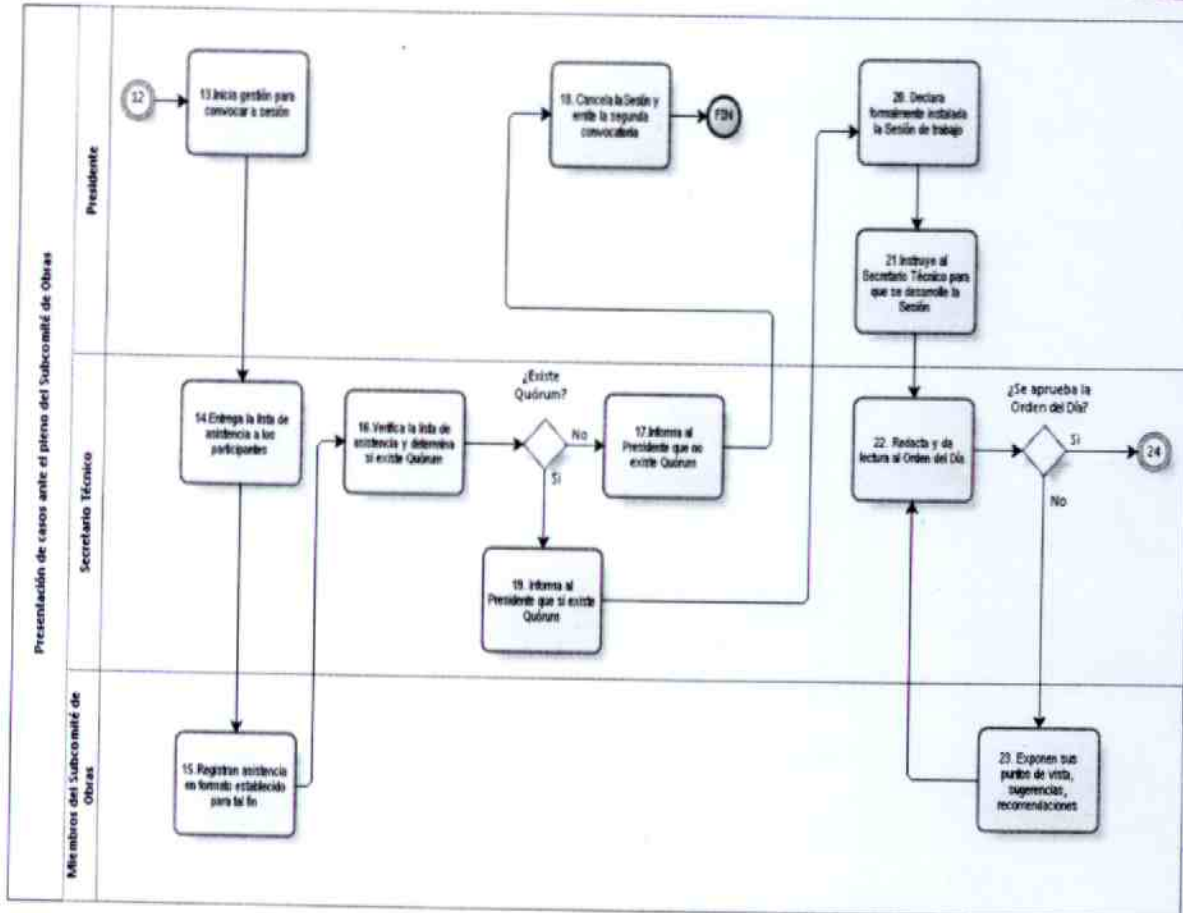 Presentación de casos ante el pleno del Subcomité de Obras
Presidente
12
13.Inicia gestión para
convocar a sesión
18. Cancela la Sesión y
emite la segunda
convocatoria
FIN
20. Declara
formalmente instalada
la Sesión de trabajo
21 Instruye al
Secretario Técnico para
que se desarrolle la
Sesión
Secretario Técnico
14.Entrega la lista de
asistencia a los
participantes
16. Verifica la lista de
asistencia y determina
si existe Quórum
¿Existe
Quórum?
No
Si
17.Informa al
Presidente que no
existe Quórum
19. Informa al
Presidente que si existe
Quórum
22. Redacta y da
lectura al Orden del Día
¿Se aprueba la
Orden del Día?
Si
24
No
Miembros del Subcomité de
Obras
15.Registran asistencia
en formato establecido
para tal fin
23. Exponen sus
puntos de vista,
sugerencias,
recomendaciones